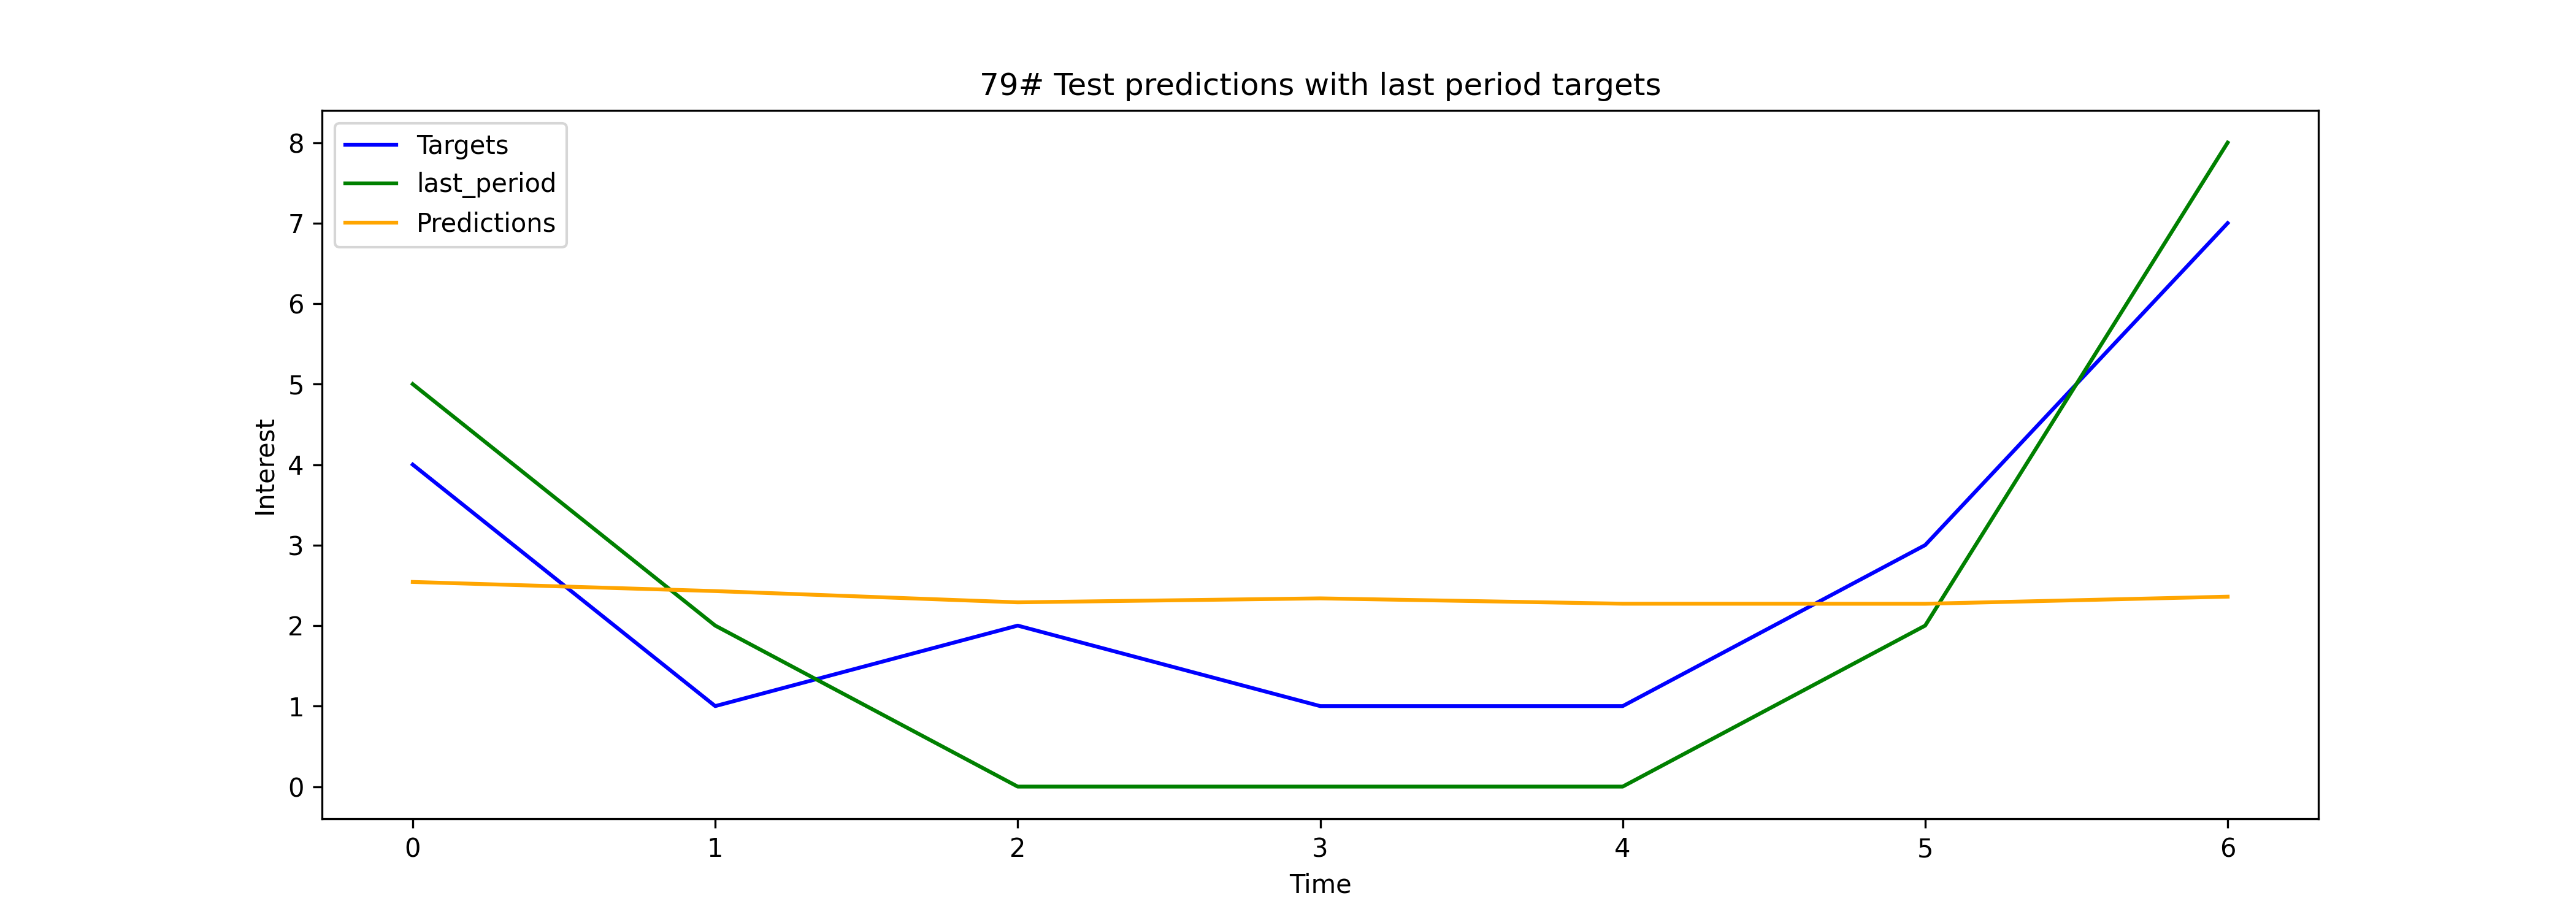 79# Test predictions with last period targets
Targets
last_period
Predictions
8
7
6
5
4
3
2
1
0
Interest
0 1 2 3 4 5 6
Time